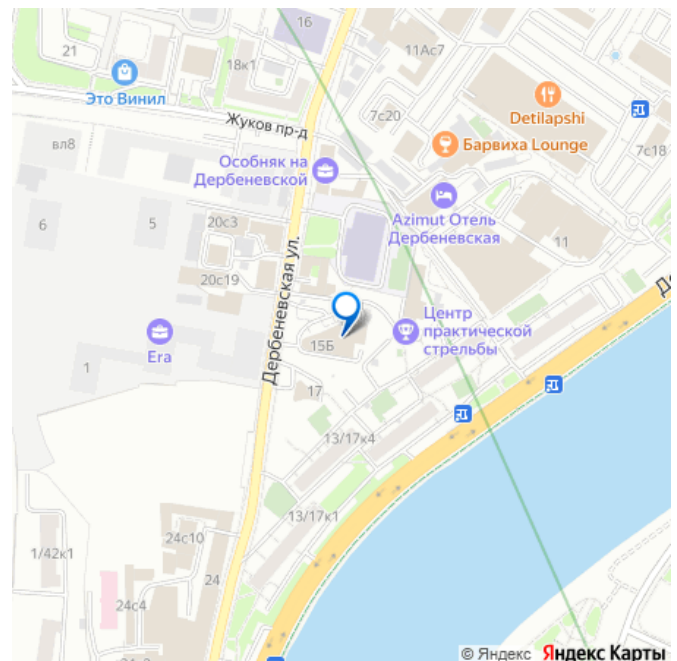 16
21
18к1
11Ас7
Это Винил
7с20
Detilapshi
Жуков пр-д
Барвиха Lounge
вл8
7с18
Особняк на
Дербеневской
6
5
20с3
Azimut Отель
Дербеневская
11
20с19
Дербеневская ул.
Центр
практической
стрельбы
Era
15Б
1
17
13/17к4
13/17к1
24с10
1/42к1
24
24с4
© Яндекс Яндекс Карты